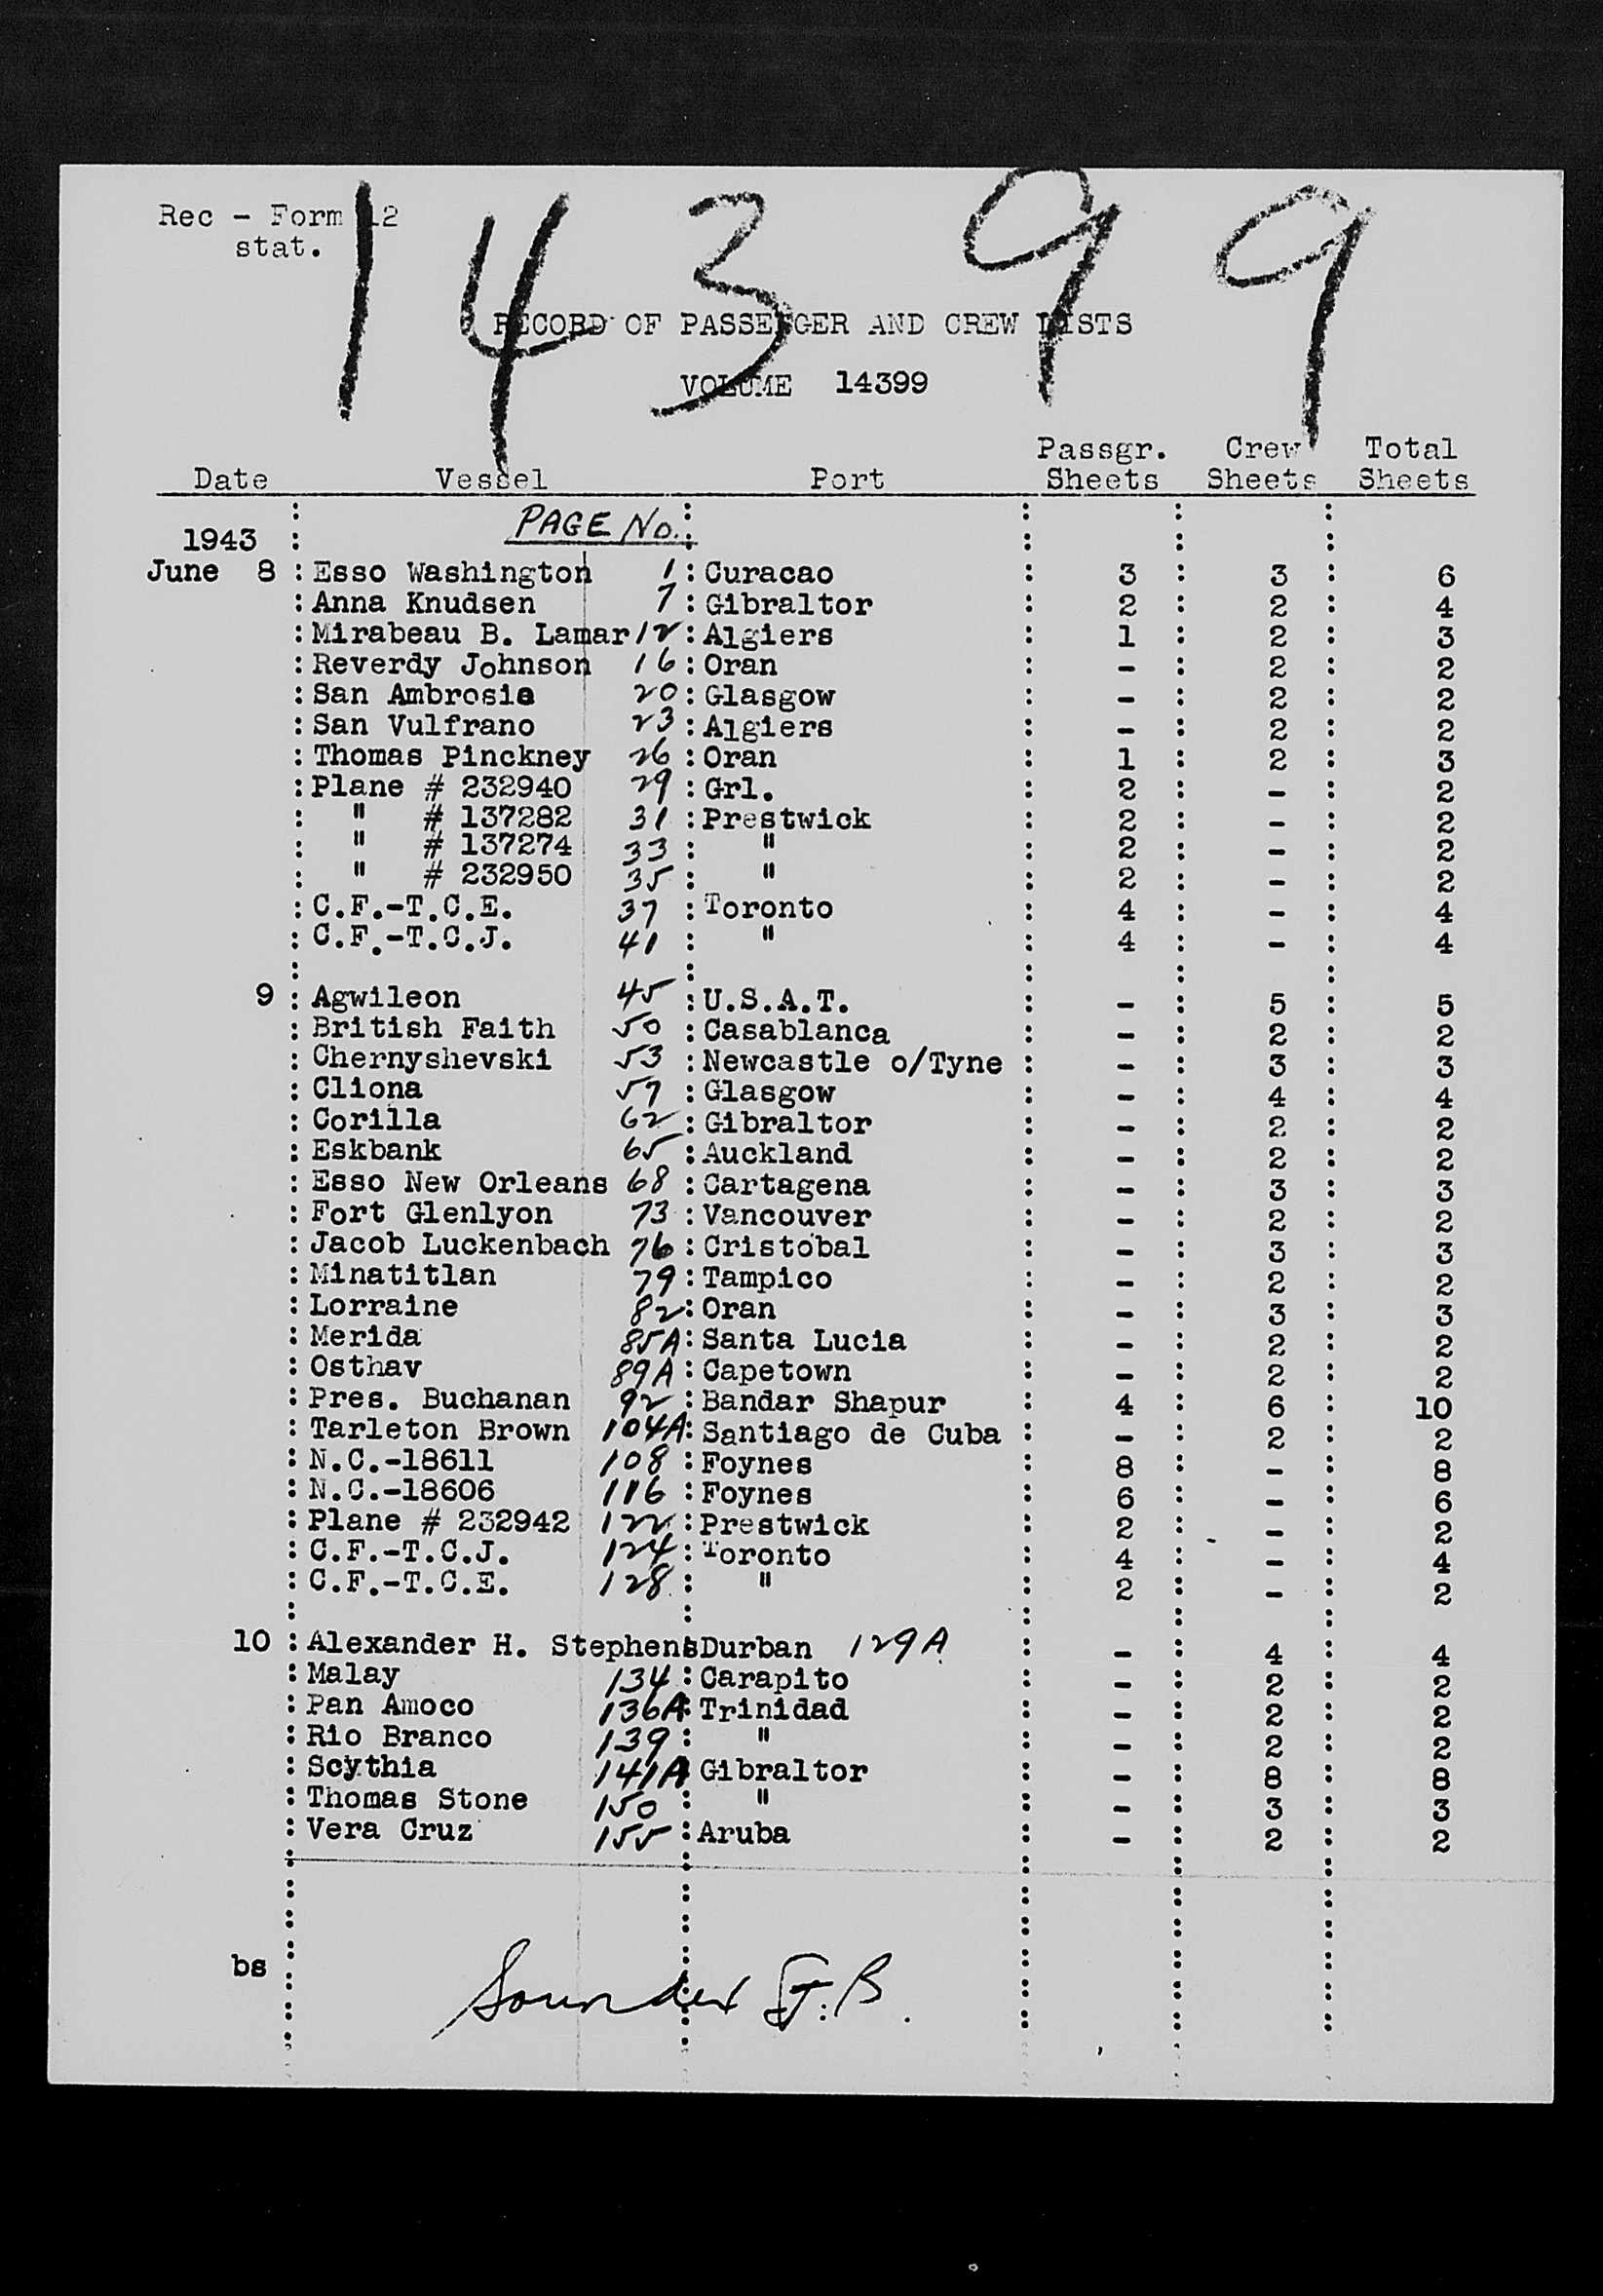 14399
Rec - Form 12
stat.
RECORD OF PASSENGER AND CREW LISTS
VOLUME 14399
Passgr. Crew Total
Date Vessel Port Sheets Sheets Sheets
PAGE No.
1943
June 8 : Esso Washington 1 : Curacao : 3 : 3 : 6
: Anna Knudsen 7 : Gibraltor : 2 : 2 : 4
: Mirabeau B. Lamar 12 : Algiers : 1 : 2 : 3
: Reverdy Johnson 16 : Oran : - : 2 : 2
: San Ambrosie 20 : Glasgow : - : 2 : 2
: San Vulfrano 23 : Algiers : - : 2 : 2
: Thomas Pinckney 26 : Oran : 1 : 2 : 3
: Plane # 232940 29 : Grl. : 2 : - : 2
: " # 137282 31 : Prestwick : 2 : - : 2
: " # 137274 33 : " : 2 : - : 2
: " # 232950 35 : " : 2 : - : 2
: C.F.-T.C.E. 37 : Toronto : 4 : - : 4
: C.F.-T.C.J. 41 : " : 4 : - : 4
9 : Agwileon 45 : U.S.A.T. : - : 5 : 5
: British Faith 50 : Casablanca : - : 2 : 2
: Chernyshevski 53 : Newcastle o/Tyne : - : 3 : 3
: Cliona 57 : Glasgow : - : 4 : 4
: Corilla 62 : Gibraltor : - : 2 : 2
: Eskbank 65 : Auckland : - : 2 : 2
: Esso New Orleans 68 : Cartagena : - : 3 : 3
: Fort Glenlyon 73 : Vancouver : - : 2 : 2
: Jacob Luckenbach 76 : Cristobal : - : 3 : 3
: Minatitlan 79 : Tampico : - : 2 : 2
: Lorraine 82 : Oran : - : 3 : 3
: Merida 85A : Santa Lucia : - : 2 : 2
: Osthav 89A : Capetown : - : 2 : 2
: Pres. Buchanan 92 : Bandar Shapur : 4 : 6 : 10
: Tarleton Brown 104A : Santiago de Cuba : - : 2 : 2
: N.C.-18611 108 : Foynes : 8 : - : 8
: N.C.-18606 116 : Foynes : 6 : - : 6
: Plane # 232942 122 : Prestwick : 2 : - : 2
: C.F.-T.C.J. 124 : Toronto : 4 : - : 4
: C.F.-T.C.E. 128 : " : 2 : - : 2
10 : Alexander H. Stephens Durban 129A : - : 4 : 4
: Malay 134 : Carapito : - : 2 : 2
: Pan Amoco 136A : Trinidad : - : 2 : 2
: Rio Branco 139 : " : - : 2 : 2
: Scythia 141A Gibraltor : - : 8 : 8
: Thomas Stone 150 : " : - : 3 : 3
: Vera Cruz 155 : Aruba : - : 2 : 2
bs